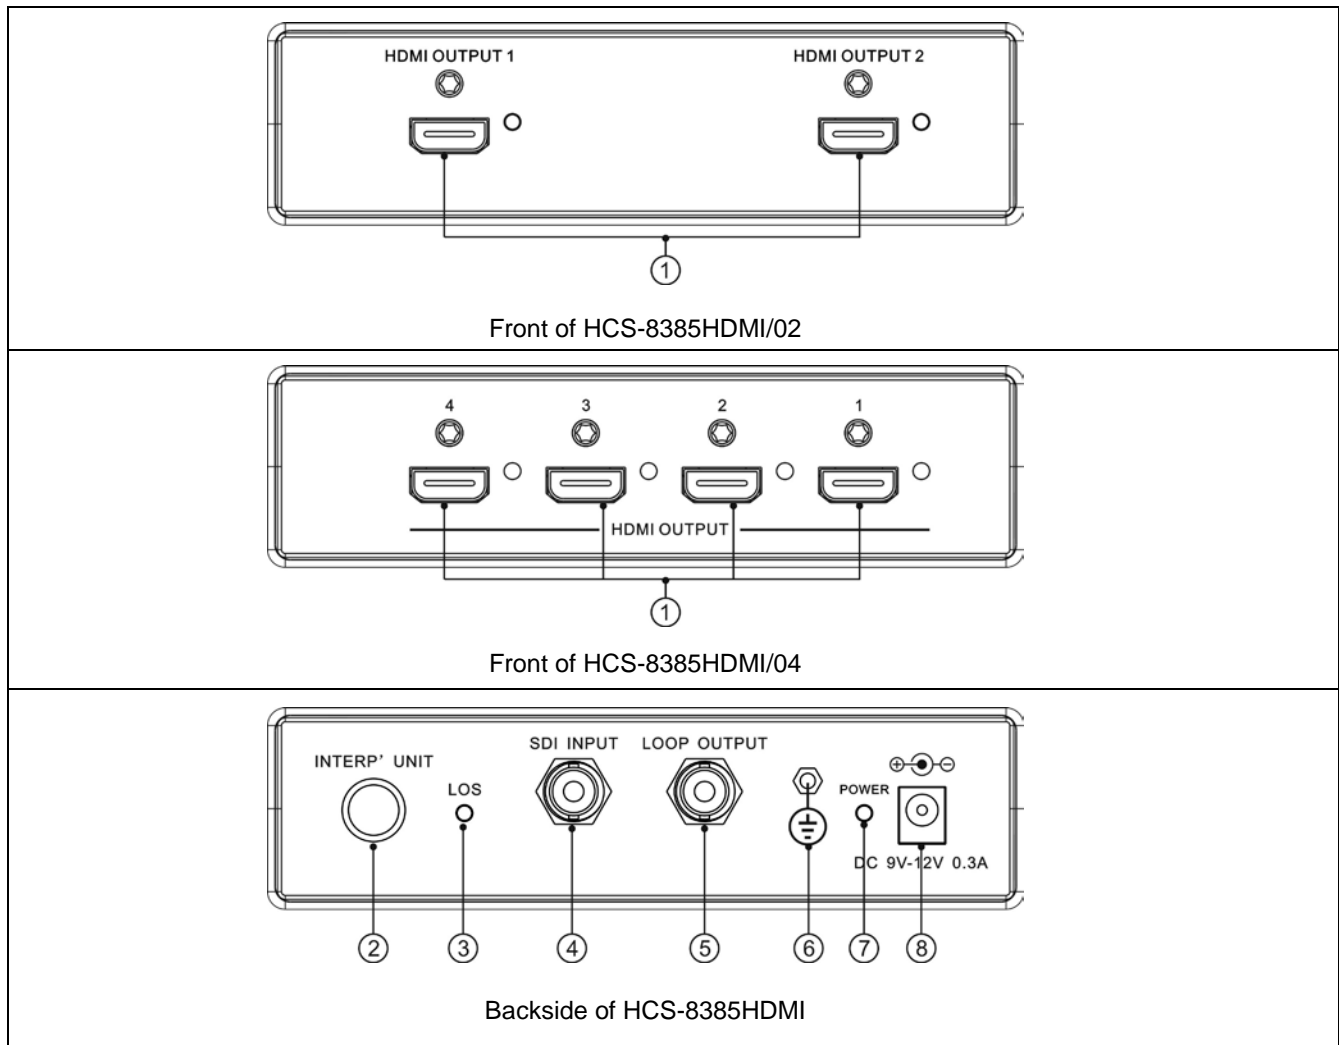 HDMI OUTPUT 1 HDMI OUTPUT 2
1
Front of HCS-8385HDMI/02
4 3 2 1
HDMI OUTPUT
1
Front of HCS-8385HDMI/04
SDI INPUT LOOP OUTPUT
INTERP' UNIT
LOS
POWER
DC 9V-12V 0.3A
2 3 4 5 6 7 8
Backside of HCS-8385HDMI